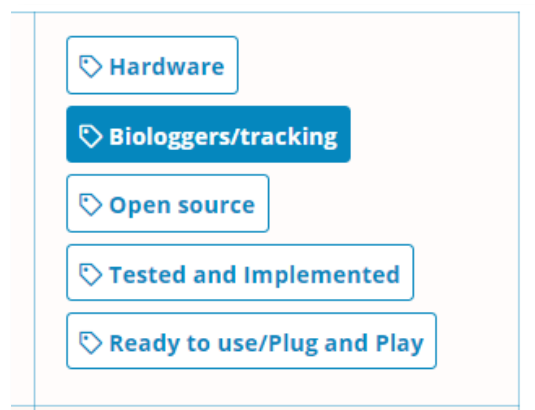 Hardware
Biologgers/tracking
Open source
Tested and Implemented
Ready to use/Plug and Play